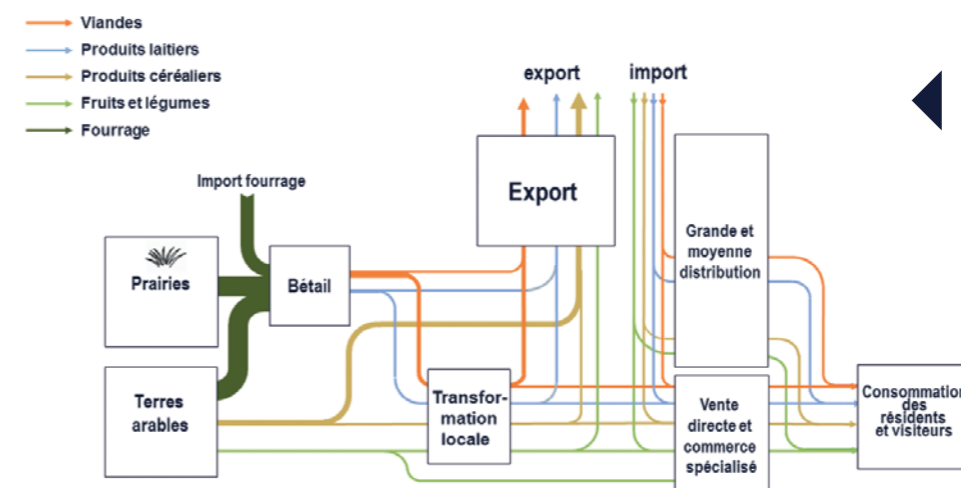 Viandes
Produits laitiers
Produits céréaliers
Fruits et légumes
Fourrage
export
import
Import fourrage
Export
Prairies
Bétail
Grande et
moyenne
distribution
Terres
arables
Transfor-
mation
locale
Vente
directe et
commerce
spécialisé
Consommation
des
résidents
et visiteurs